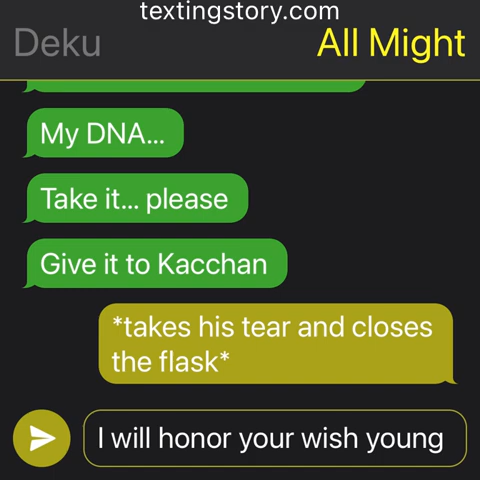 textingstory.com
Deku
All Might
My DNA...
Take it... please
Give it to Kacchan
*takes his tear and closes
the flask*
I will honor your wish young